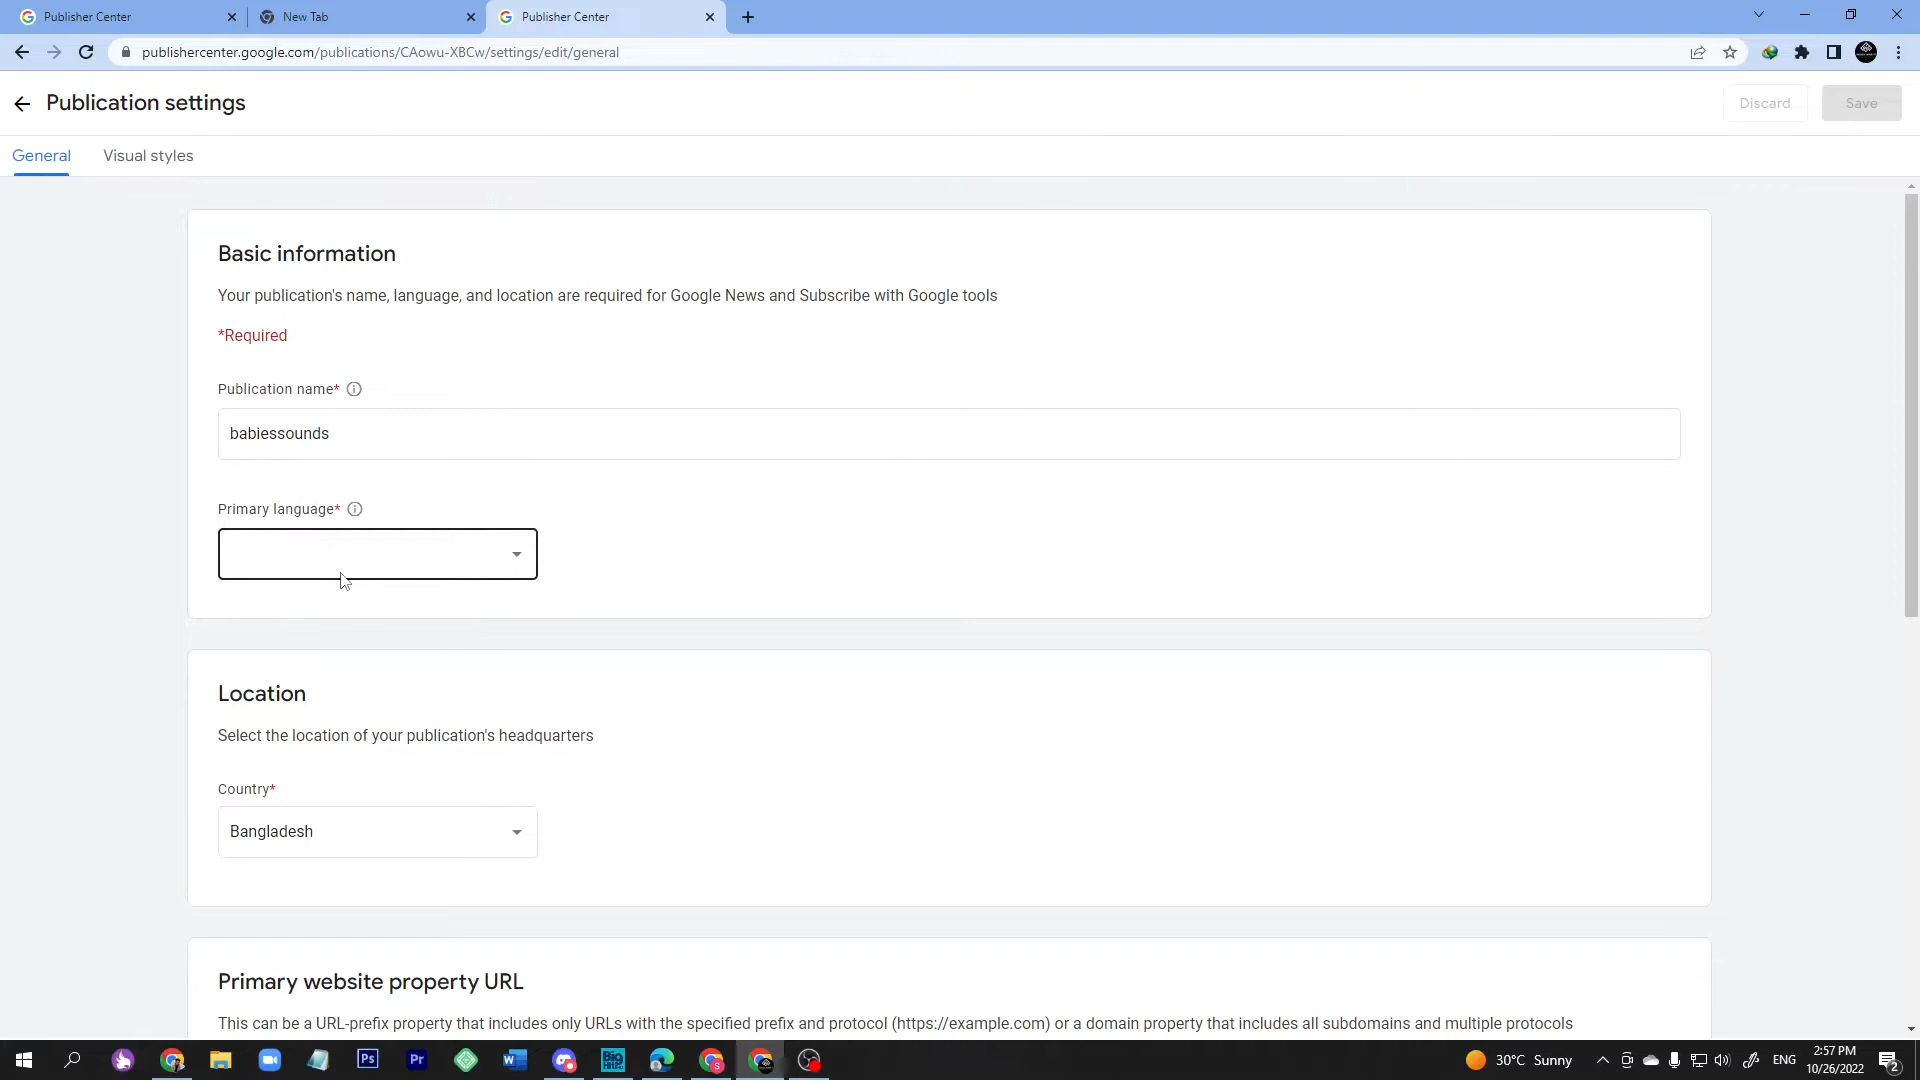 Publisher Center
New Tab
Publisher Center
publishercenter.google.com/publications/CAowu-XBCw/settings/edit/general
Publication settings
Discard
Save
General
Visual styles
Basic information
Your publication's name, language, and location are required for Google News and Subscribe with Google tools
*Required
Publication name*
babiessounds
Primary language*
Location
Select the location of your publication's headquarters
Country*
Bangladesh
Primary website property URL
This can be a URL-prefix property that includes only URLs with the specified prefix and protocol (https://example.com) or a domain property that includes all subdomains and multiple protocols
Ps
Pr
W
S
30°C Sunny
ENG
2:57 PM
10/26/2022
2